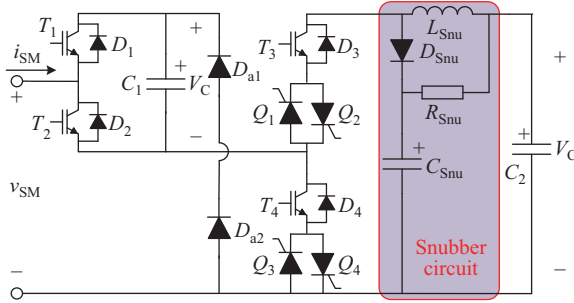 T1
D1
iSM
+
C1
+
VC
−
Da1
T2
D2
vSM
−
T3
D3
Q1
Q2
T4
D4
Da2
Q3
Q4
LSnu
DSnu
RSnu
+
CSnu
Snubber
circuit
+
C2
+
VC
−